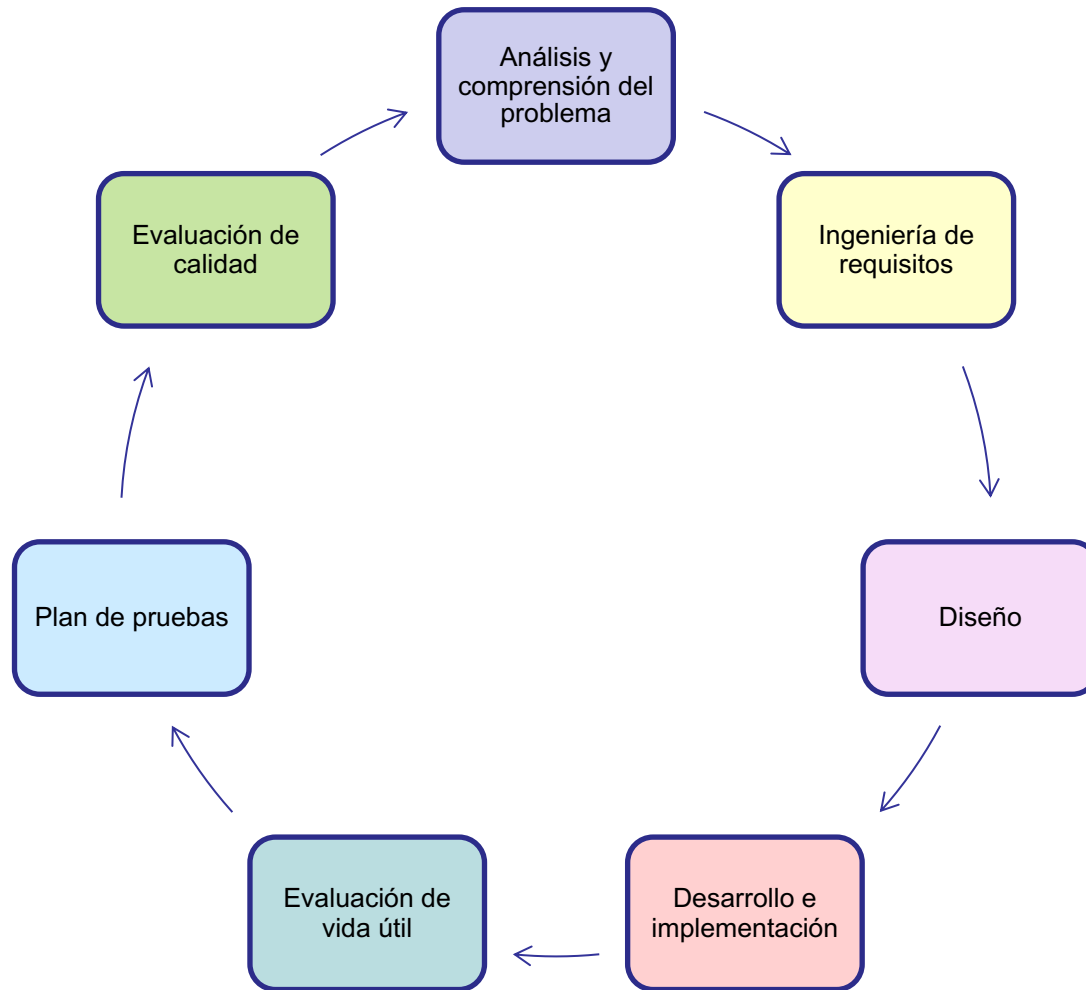 Análisis y
comprensión del
problema
Ingeniería de
requisitos
Diseño
Desarrollo e
implementación
Evaluación de
vida útil
Plan de pruebas
Evaluación de
calidad